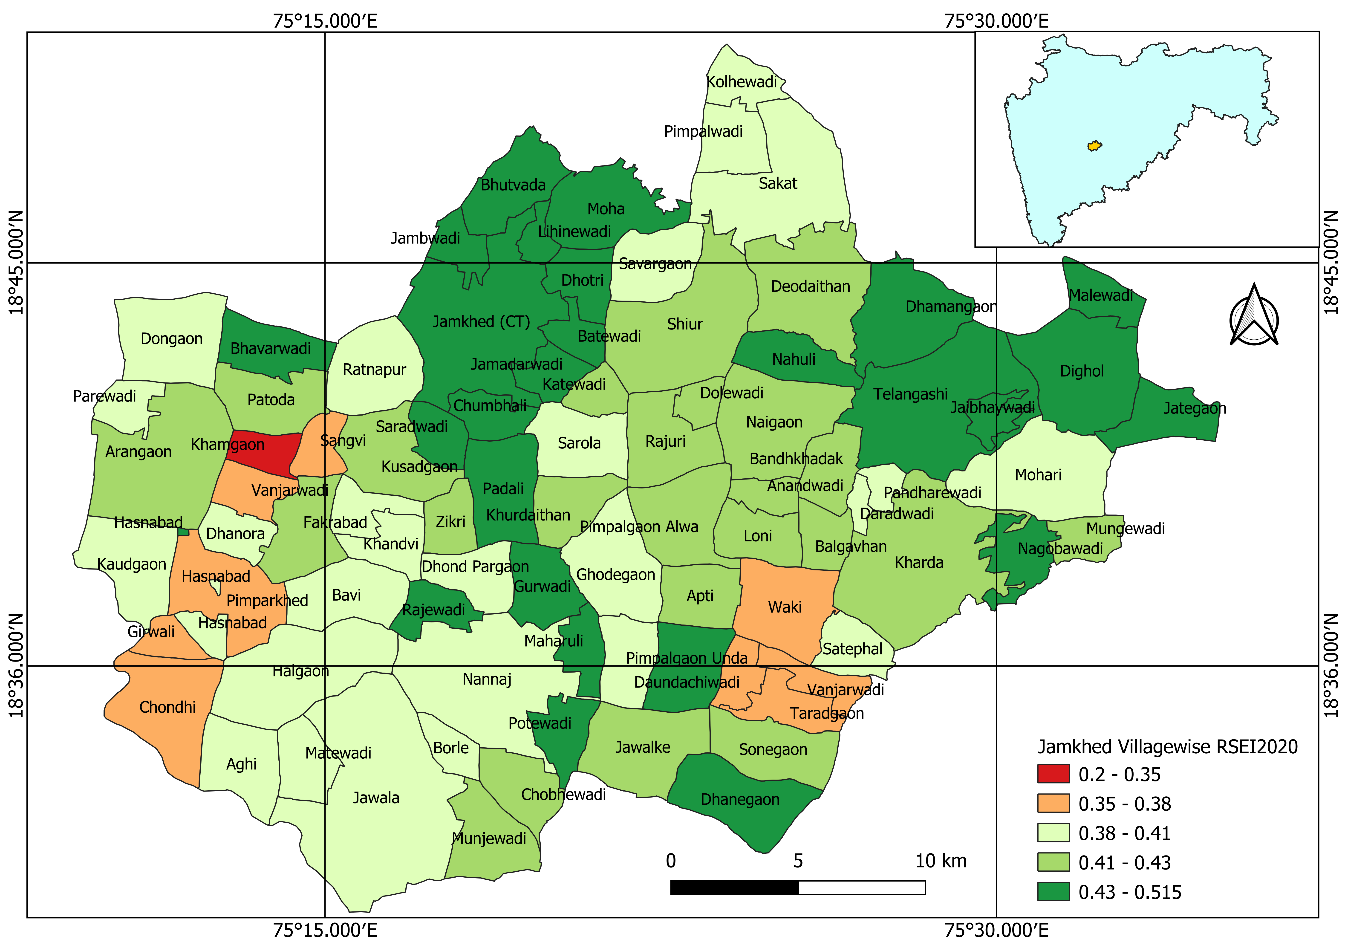 75°15.000′E
75°30.000′E
Kolhewadi
Pimpalwadi
Sakat
Bhutvada
Moha
Lihinewadi
Jambwadi
Savargaon
18°45.000′N
18°45.000′N
Dhotri
Deodaithan
Malewadi
Dhamangaon
Jamkhed (CT)
Shiur
Batewadi
Dongaon
Bhavarwadi
Nahuli
Ratnapur
Jamadarwadi
Dighol
Katewadi
Parewadi
Patoda
Dolewadi
Telangashi
Chumbhali
Jaibhaywadi
Jategaon
Saradwadi
Naigaon
Khamgaon
Sangvi
Sarola
Rajuri
Arangaon
Kusadgaon
Bandhkhadak
Mohari
Vanjarwadi
Padali
Anandwadi
Pandharewadi
Khurdaithan
Daradwadi
Hasnabad
Fakrabad
Zikri
Pimpalgaon Alwa
Mungewadi
Dhanora
Loni
Khandvi
Balgavhan
Nagobawadi
Kaudgaon
Dhond Pargaon
Kharda
Hasnabad
Ghodegaon
Gurwadi
Pimparkhed
Bavi
Apti
Rajewadi
Waki
Hasnabad
Girwali
Maharuli
18°36.000′N
18°36.000′N
Satephal
Pimpalgaon Unda
Halgaon
Nannaj
Daundachiwadi
Vanjarwadi
Chondhi
Taradgaon
Potewadi
Matewadi
Borle
Jawalke
Sonegaon
Aghi
Jawala
Chobhewadi
Dhanegaon
Munjewadi
Jamkhed Villagewise RSEI2020
0.2 - 0.35
0.35 - 0.38
0.38 - 0.41
0.41 - 0.43
0.43 - 0.515
0 5 10 km
75°15.000′E
75°30.000′E